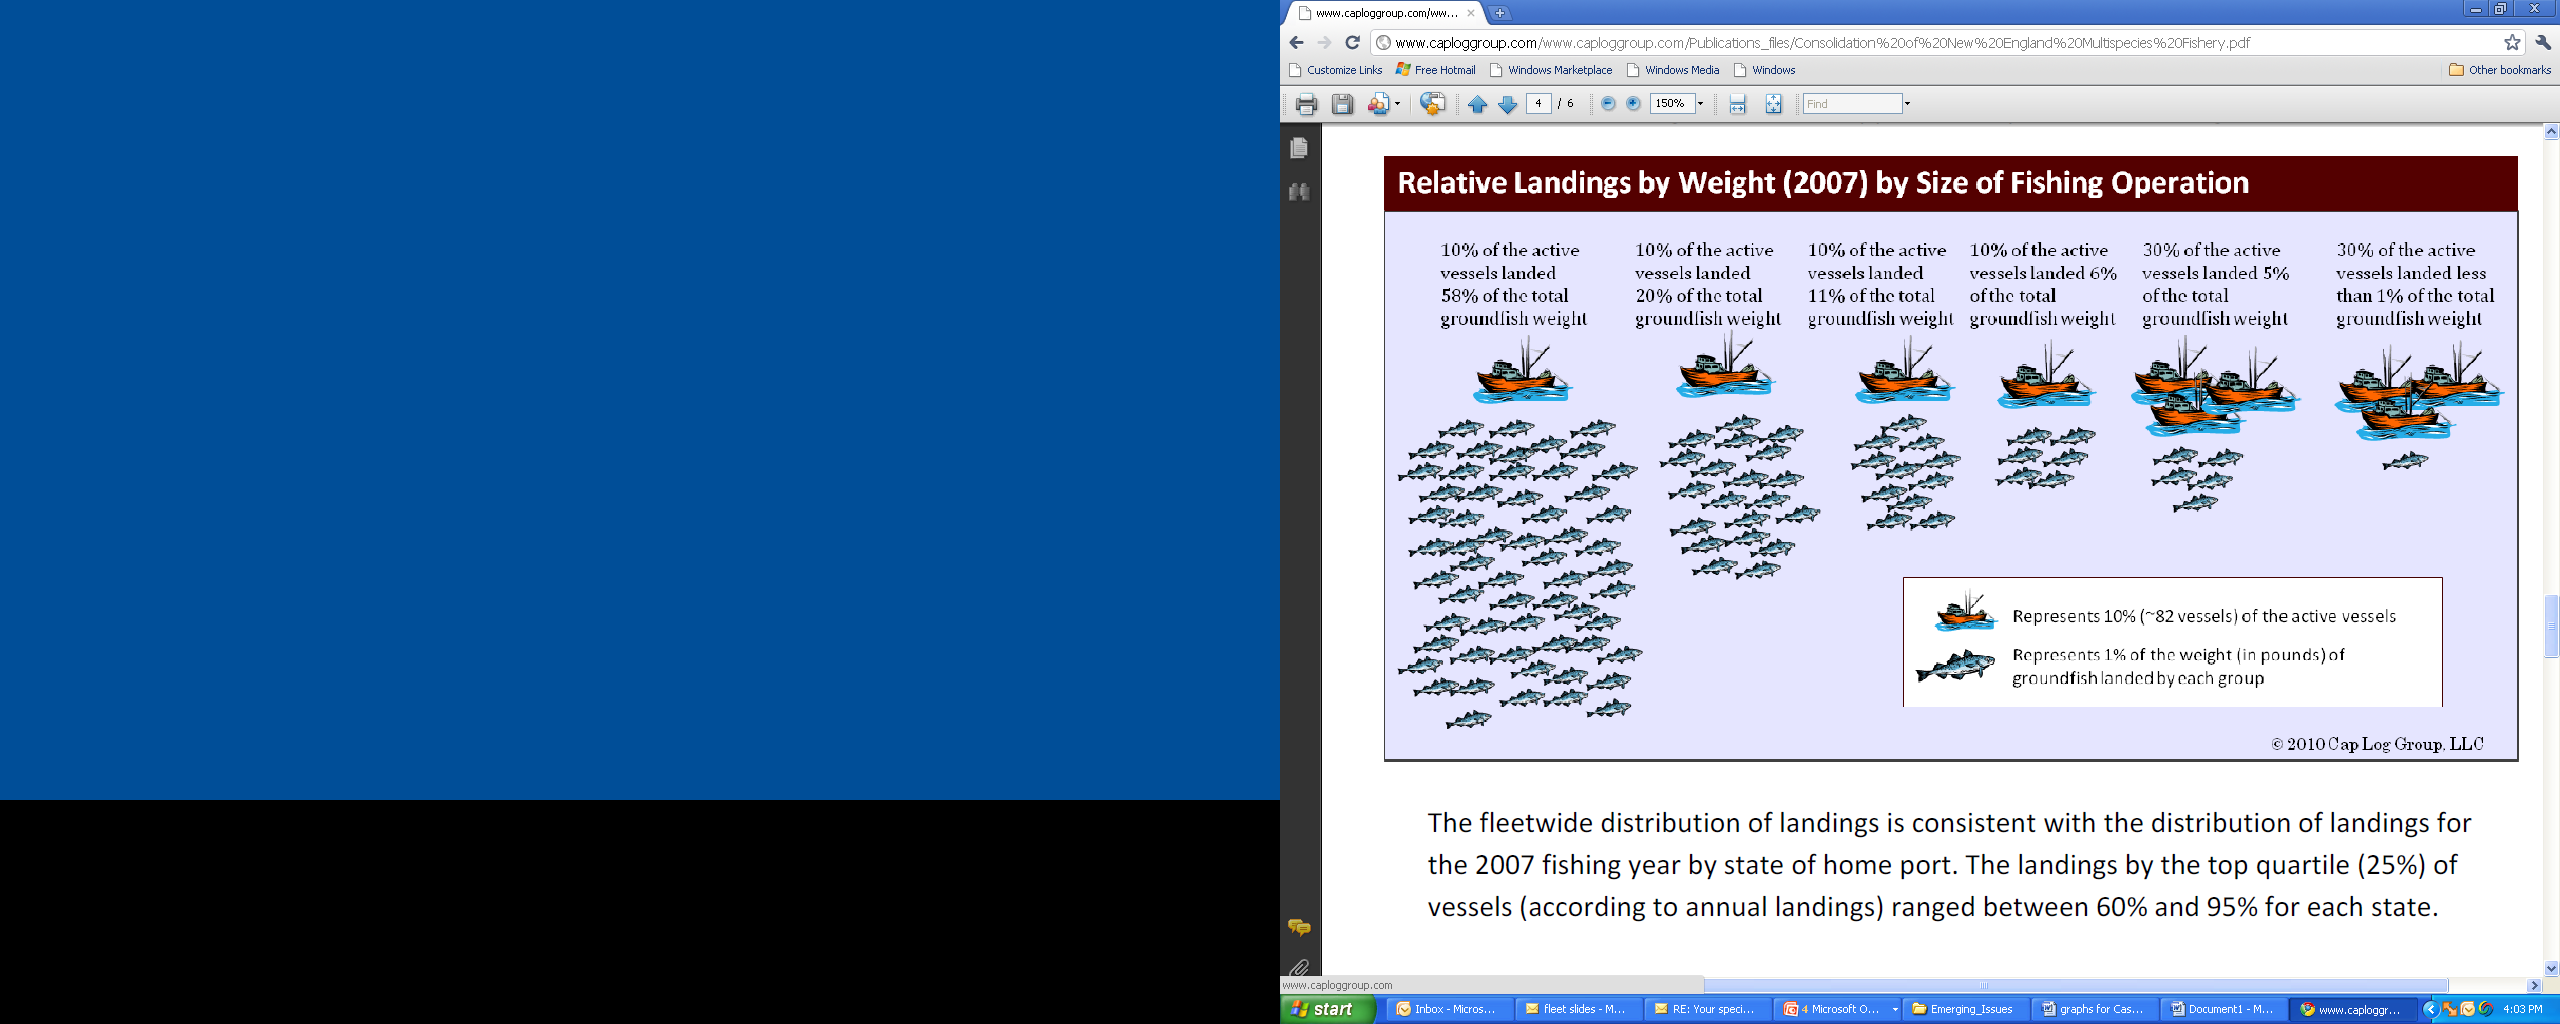 www.caploggroup.com/ww...
www.caploggroup.com/www.caploggroup.com/Publications_files/Consolidation%20of%20New%20England%20Multispecies%20Fishery.pdf
Customize Links Free Hotmail Windows Marketplace Windows Media Windows Other bookmarks
4 / 6 150% Find
Relative Landings by Weight (2007) by Size of Fishing Operation
10% of the active
vessels landed
58% of the total
groundfish weight
10% of the active
vessels landed
20% of the total
groundfish weight
10% of the active
vessels landed
11% of the total
groundfish weight
10% of the active
vessels landed 6%
of the total
groundfish weight
30% of the active
vessels landed 5%
of the total
groundfish weight
30% of the active
vessels landed less
than 1% of the total
groundfish weight
Represents 10% (~82 vessels) of the active vessels
Represents 1% of the weight (in pounds) of
groundfish landed by each group
© 2010 Cap Log Group, LLC
The fleetwide distribution of landings is consistent with the distribution of landings for
the 2007 fishing year by state of home port. The landings by the top quartile (25%) of
vessels (according to annual landings) ranged between 60% and 95% for each state.
www.caploggroup.com
start Inbox - Micros... fleet slides - M... RE: Your speci... 4 Microsoft O... Emerging_Issues graphs for Cas... Document1 - M... www.caploggr... 4:03 PM